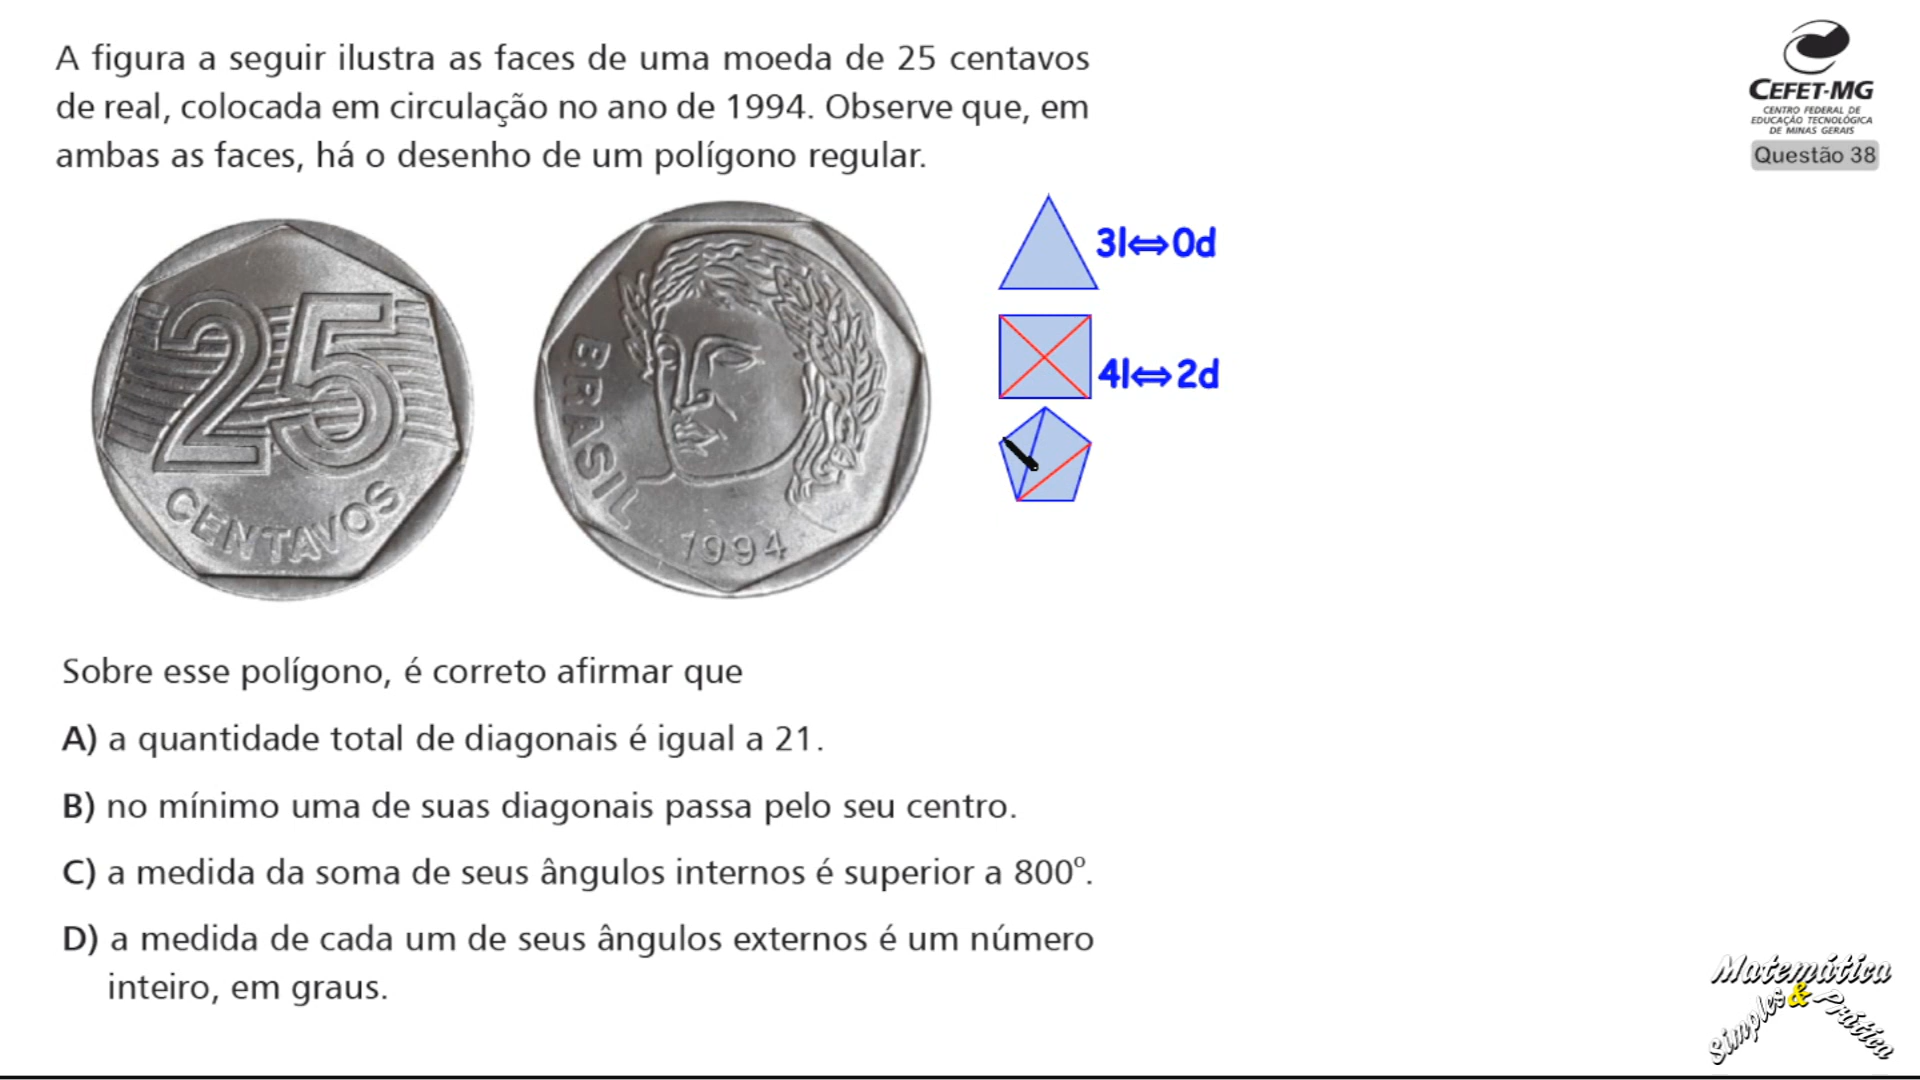 A figura a seguir ilustra as faces de uma moeda de 25 centavos
de real, colocada em circulação no ano de 1994. Observe que, em
ambas as faces, há o desenho de um polígono regular.
CEFET-MG
CENTRO FEDERAL DE
EDUCAÇÃO TECNOLÓGICA
DE MINAS GERAIS
Questão 38
25
CENTAVOS
BRASIL
1994
3l⇔0d
4l⇔2d
Sobre esse polígono, é correto afirmar que
A) a quantidade total de diagonais é igual a 21.
B) no mínimo uma de suas diagonais passa pelo seu centro.
C) a medida da soma de seus ângulos internos é superior a 800º.
D) a medida de cada um de seus ângulos externos é um número
inteiro, em graus.
Matemática
Simples & Prática